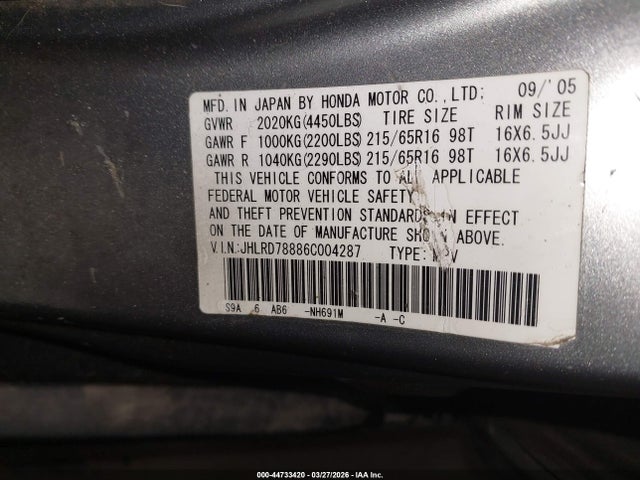 MFD. IN JAPAN BY HONDA MOTOR CO.,LTD: 09/'05
GVWR 2020KG(4450LBS) TIRE SIZE RIM SIZE
GAWR F 1000KG(2200LBS) 215/65R16 98T 16X6.5JJ
GAWR R 1040KG(2290LBS) 215/65R16 98T 16X6.5JJ
THIS VEHICLE CONFORMS TO ALL APPLICABLE
FEDERAL MOTOR VEHICLE SAFETY
AND THEFT PREVENTION STANDARDS IN EFFECT
ON THE DATE OF MANUFACTURE SHOWN ABOVE.
V.I.N:JHLRD78886C004287 TYPE: MPV
S9A 6 AB6 -NH691M -A -C
000-44733420 | 03/27/2026 - IAA Inc.